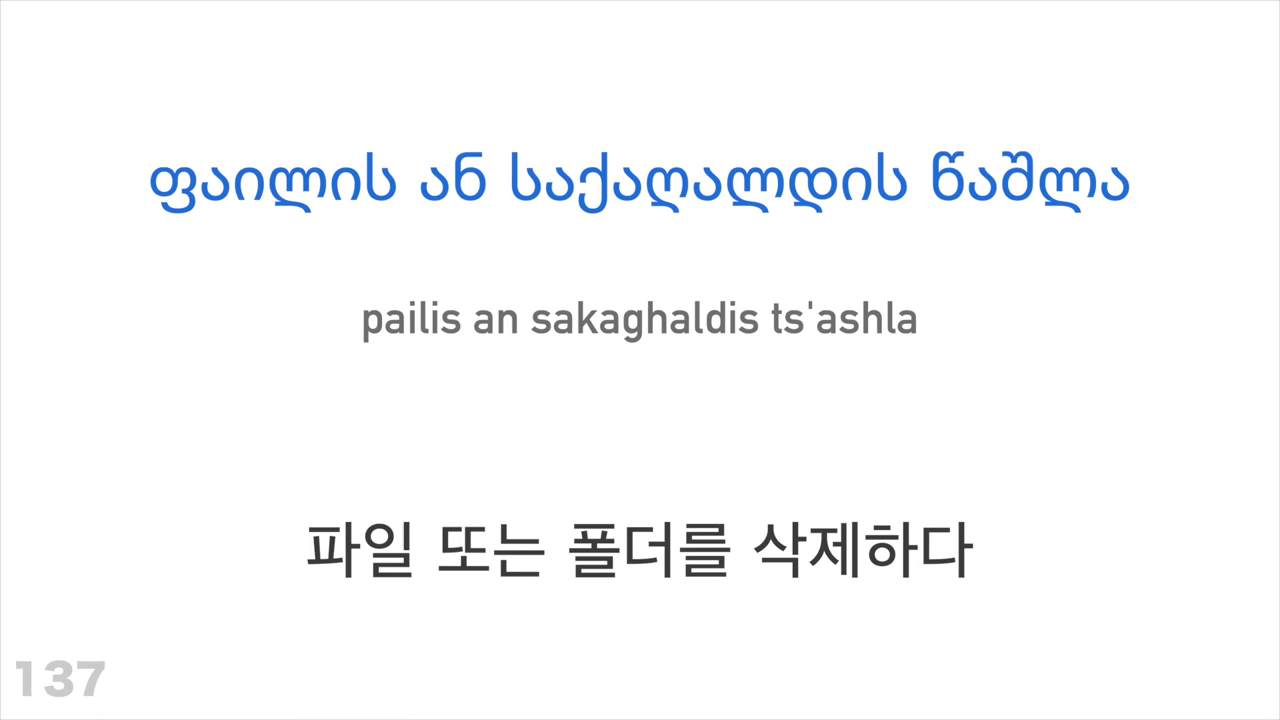 ფაილის ან საქაღალდის წაშლა
pailis an sakaghaldis ts'ashla
파일 또는 폴더를 삭제하다
137